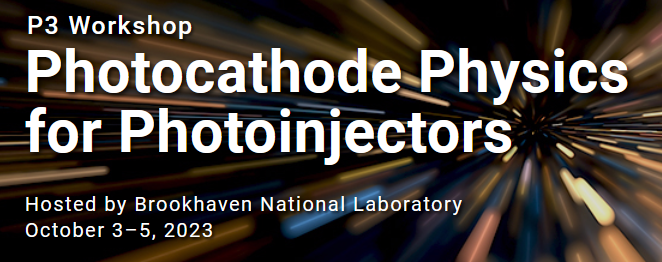 P3 Workshop
Photocathode Physics
for Photoinjectors
Hosted by Brookhaven National Laboratory
October 3–5, 2023